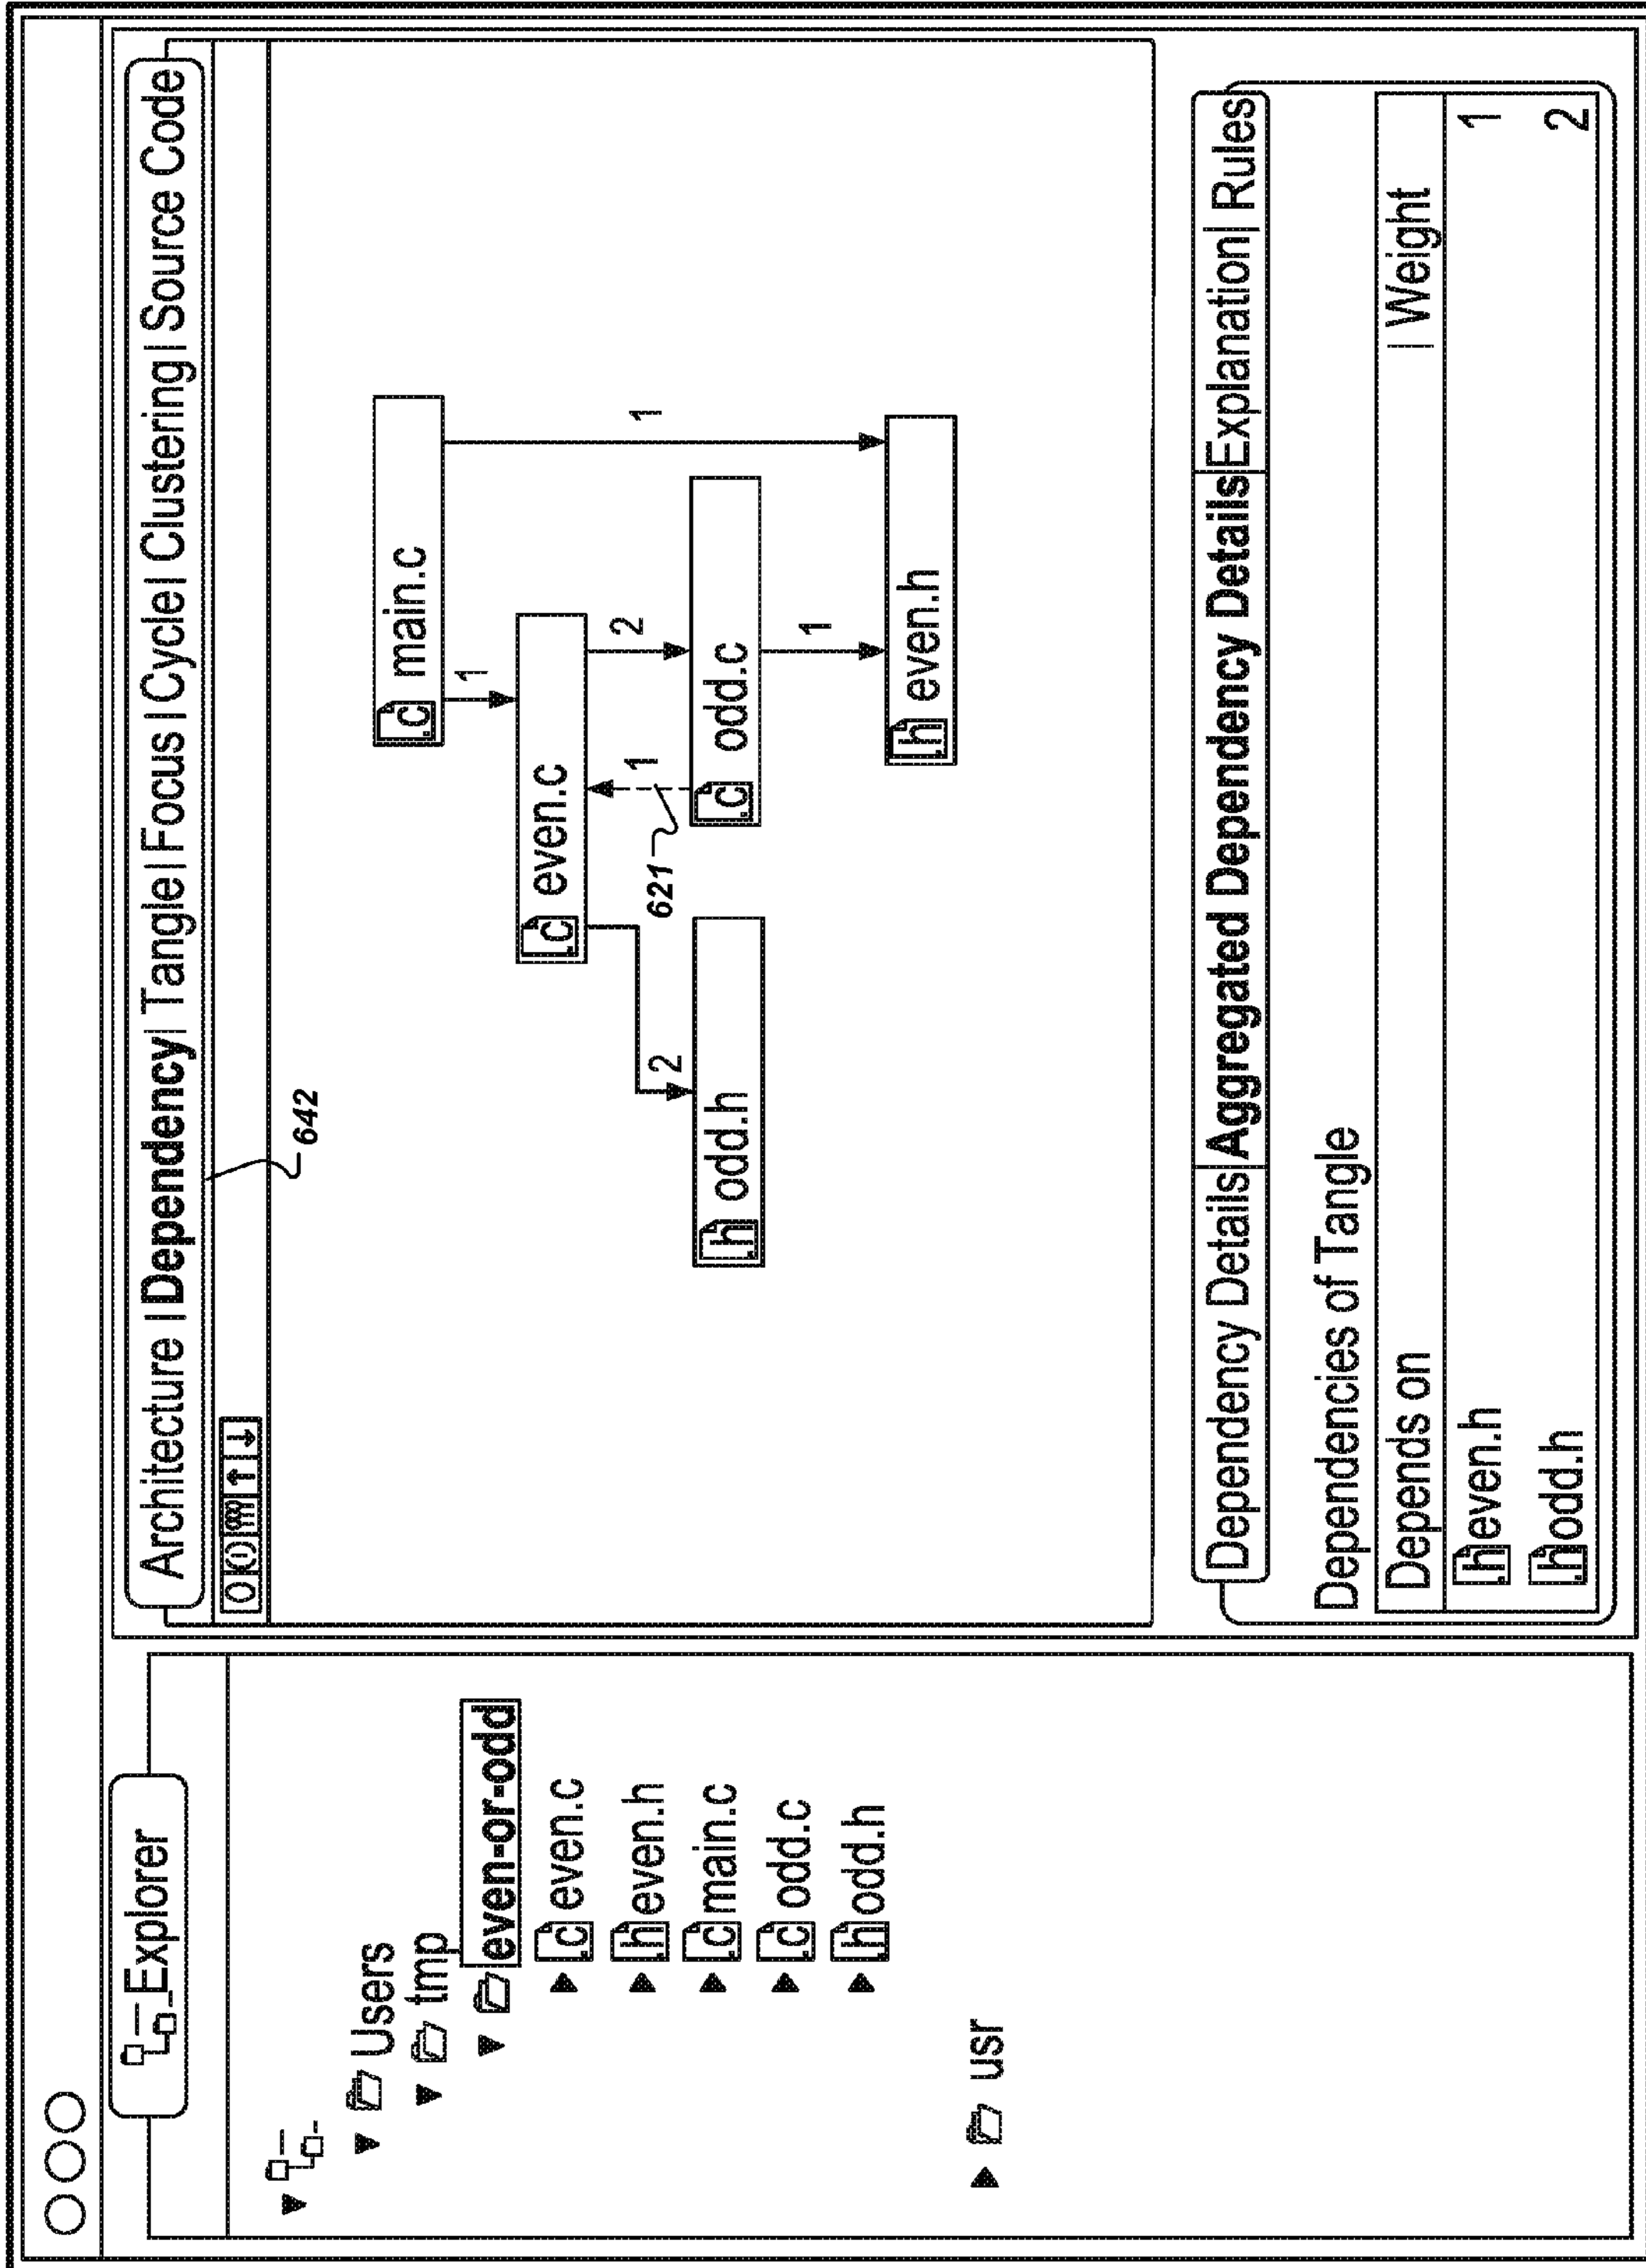 Explorer
Users
tmp
even-or-odd
.c even.c
.h even.h
.c main.c
.c odd.c
.h odd.h
usr
Architecture | Dependency | Tangle | Focus | Cycle | Clustering | Source Code
642
.c main.c
1
1
.c even.c
2
2
621
1
.h odd.h
.c odd.c
1
.h even.h
Dependency Details | Aggregated Dependency Details | Explanation | Rules
Dependencies of Tangle
Depends on | Weight
.h even.h 1
.h odd.h 2